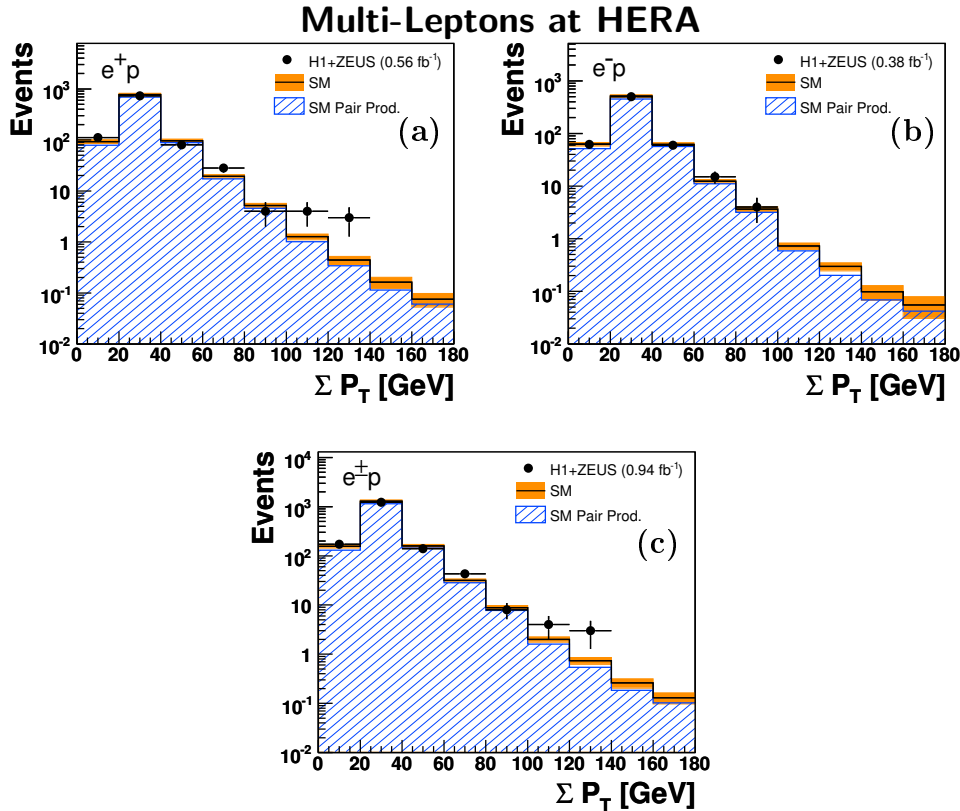 Multi-Leptons at HERA
Events
10³
10²
10
1
10⁻¹
10⁻²
e⁺p
H1+ZEUS (0.56 fb⁻¹)
SM
SM Pair Prod.
(a)
0 20 40 60 80 100 120 140 160 180
Σ P_T [GeV]
Events
10³
10²
10
1
10⁻¹
10⁻²
e⁻p
H1+ZEUS (0.38 fb⁻¹)
SM
SM Pair Prod.
(b)
0 20 40 60 80 100 120 140 160 180
Σ P_T [GeV]
Events
10⁴
10³
10²
10
1
10⁻¹
10⁻²
e±p
H1+ZEUS (0.94 fb⁻¹)
SM
SM Pair Prod.
(c)
0 20 40 60 80 100 120 140 160 180
Σ P_T [GeV]